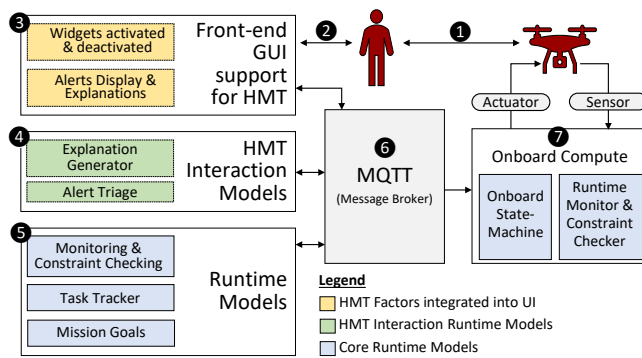 3
Widgets activated
& deactivated
Alerts Display &
Explanations
Front-end
GUI
support
for HMT
2
1
Actuator
Sensor
4
Explanation
Generator
Alert Triage
HMT
Interaction
Models
6
MQTT
(Message Broker)
7
Onboard Compute
Onboard
State-
Machine
Runtime
Monitor &
Constraint
Checker
5
Monitoring &
Constraint Checking
Task Tracker
Mission Goals
Runtime
Models
Legend
HMT Factors integrated into UI
HMT Interaction Runtime Models
Core Runtime Models